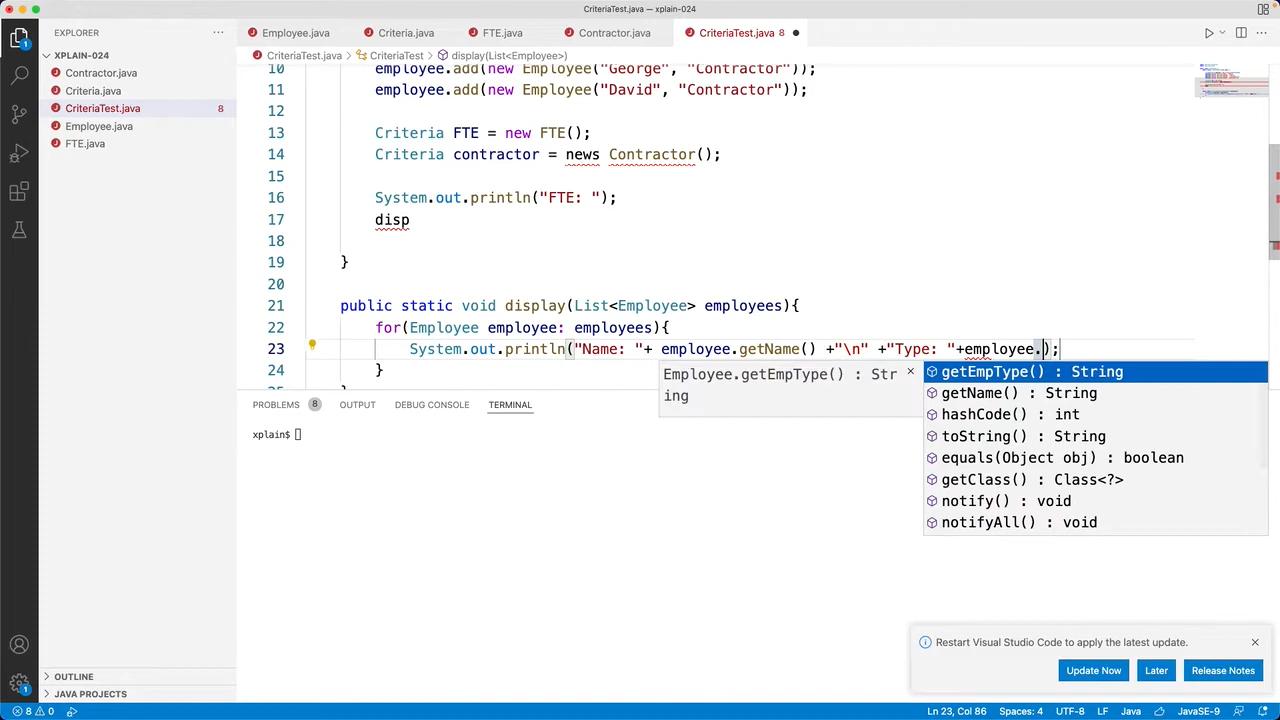 CriteriaTest.java — xplain-024
EXPLORER
XPLAIN-024
Contractor.java
Criteria.java
CriteriaTest.java 8
Employee.java
FTE.java
OUTLINE
JAVA PROJECTS
Employee.java Criteria.java FTE.java Contractor.java CriteriaTest.java 8
CriteriaTest.java > CriteriaTest > display(List<Employee>)
10 employee.add(new Employee("George", "Contractor"));
11 employee.add(new Employee("David", "Contractor"));
12
13 Criteria FTE = new FTE();
14 Criteria contractor = news Contractor();
15
16 System.out.println("FTE: ");
17 disp
18
19 }
20
21 public static void display(List<Employee> employees){
22 for(Employee employee: employees){
23 System.out.println("Name: "+ employee.getName() +"\n" +"Type: "+employee.);
24 }
Employee.getEmpType() : Str
ing
getEmpType() : String
getName() : String
hashCode() : int
toString() : String
equals(Object obj) : boolean
getClass() : Class<?>
notify() : void
notifyAll() : void
PROBLEMS 8 OUTPUT DEBUG CONSOLE TERMINAL
xplain$
Restart Visual Studio Code to apply the latest update.
Update Now Later Release Notes
8 0 Ln 23, Col 86 Spaces: 4 UTF-8 LF Java JavaSE-9